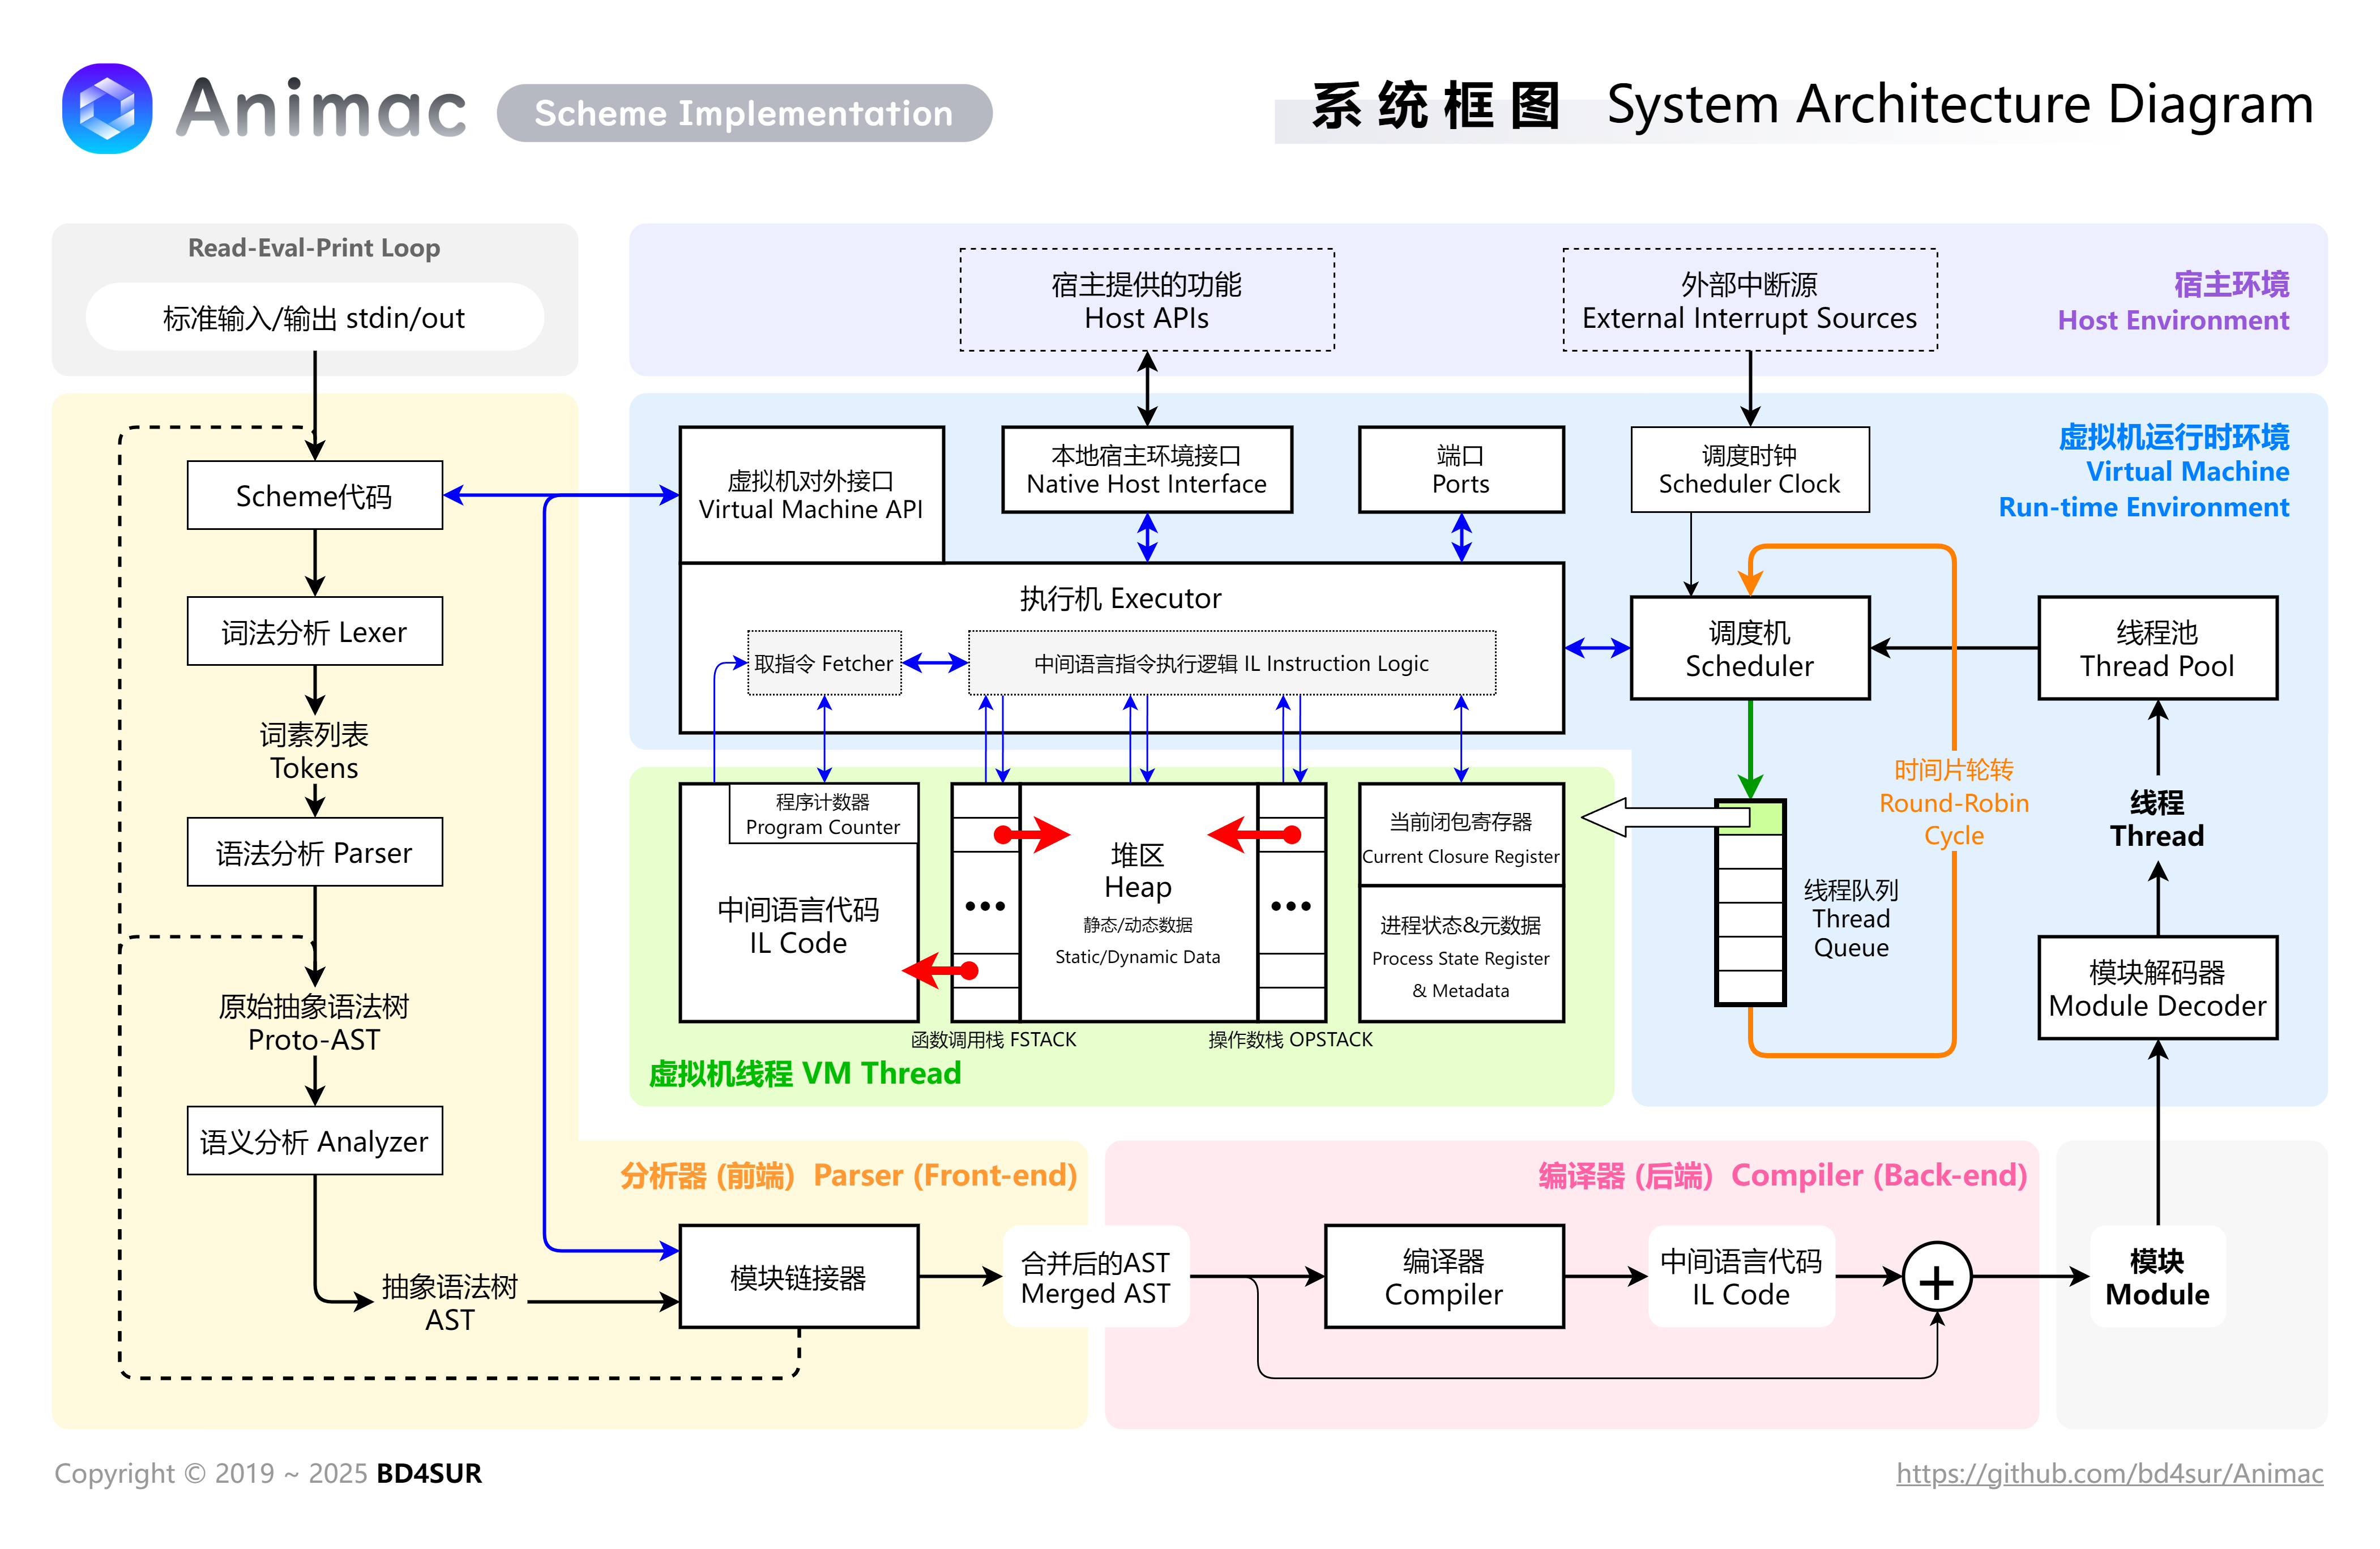 Animac
Scheme Implementation
系统框图 System Architecture Diagram
Read-Eval-Print Loop
标准输入/输出 stdin/out
宿主提供的功能
Host APIs
外部中断源
External Interrupt Sources
宿主环境
Host Environment
Scheme代码
词法分析 Lexer
词素列表
Tokens
语法分析 Parser
原始抽象语法树
Proto-AST
语义分析 Analyzer
抽象语法树
AST
虚拟机对外接口
Virtual Machine API
本地宿主环境接口
Native Host Interface
端口
Ports
调度时钟
Scheduler Clock
虚拟机运行时环境
Virtual Machine
Run-time Environment
执行机 Executor
取指令 Fetcher
中间语言指令执行逻辑 IL Instruction Logic
调度机
Scheduler
线程池
Thread Pool
时间片轮转
Round-Robin
Cycle
线程
Thread
线程队列
Thread
Queue
模块解码器
Module Decoder
程序计数器
Program Counter
中间语言代码
IL Code
堆区
Heap
静态/动态数据
Static/Dynamic Data
当前闭包寄存器
Current Closure Register
进程状态&元数据
Process State Register
& Metadata
函数调用栈 FSTACK
操作数栈 OPSTACK
虚拟机线程 VM Thread
分析器 (前端) Parser (Front-end)
模块链接器
合并后的AST
Merged AST
编译器 (后端) Compiler (Back-end)
编译器
Compiler
中间语言代码
IL Code
+
模块
Module
Copyright © 2019 ~ 2025 BD4SUR
https://github.com/bd4sur/Animac